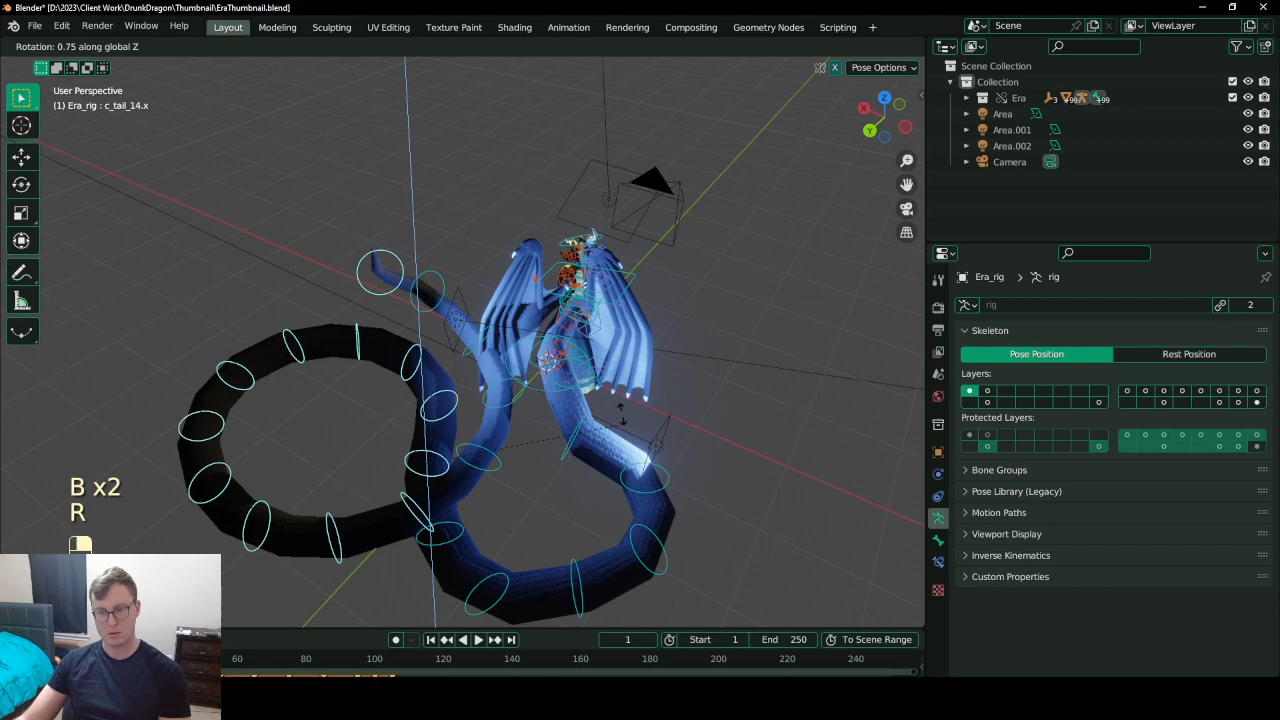 Blender* [D:\2023\Client Work\DrunkDragon\Thumbnail\EraThumbnail.blend]
File Edit Render Window Help Layout Modeling Sculpting UV Editing Texture Paint Shading Animation Rendering Compositing Geometry Nodes Scripting + Scene ViewLayer
Rotation: 0.75 along global Z
X Pose Options
User Perspective
(1) Era_rig : c_tail_14.x
Z
X
Y
Scene Collection
Collection
Era 3 +99 +99
Area
Area.001
Area.002
Camera
Era_rig > rig
rig 2
Skeleton
Pose Position Rest Position
Layers:
Protected Layers:
Bone Groups
Pose Library (Legacy)
Motion Paths
Viewport Display
Inverse Kinematics
Custom Properties
B x2
R
1 Start 1 End 250 To Scene Range
60 80 100 120 140 160 180 200 220 240